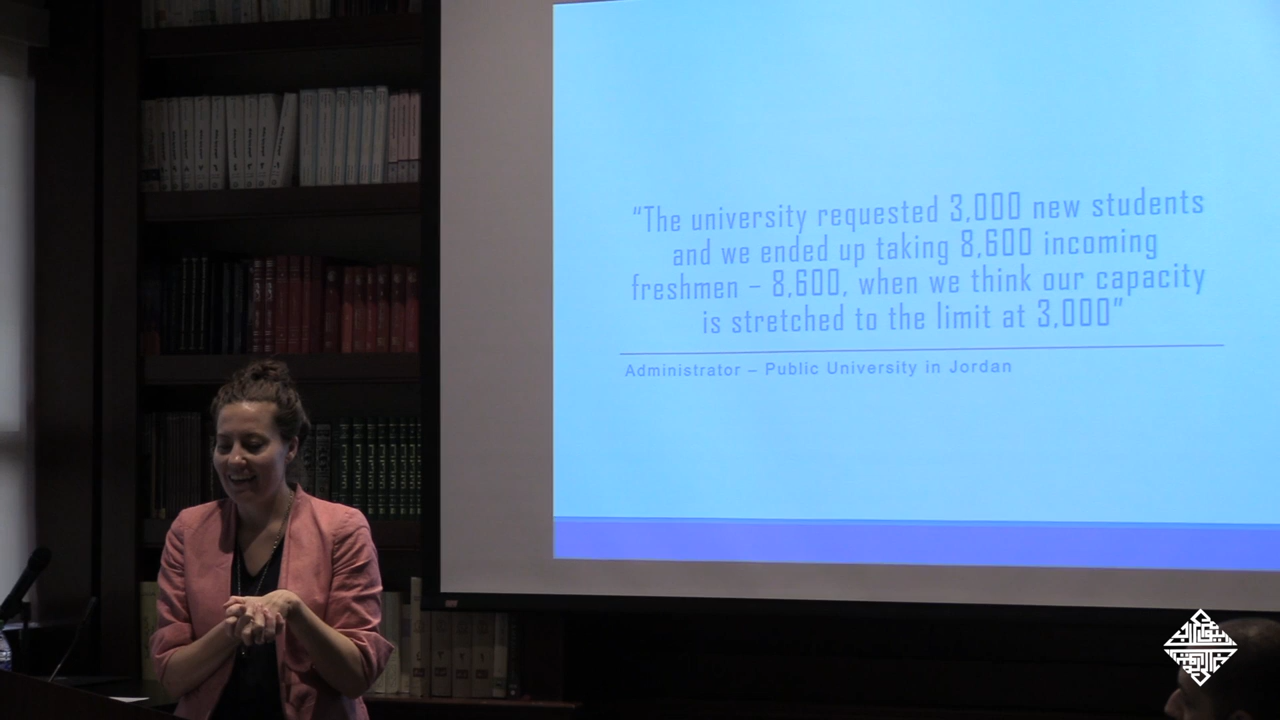 “The university requested 3,000 new students
and we ended up taking 8,600 incoming
freshmen – 8,600, when we think our capacity
is stretched to the limit at 3,000”
Administrator – Public University in Jordan